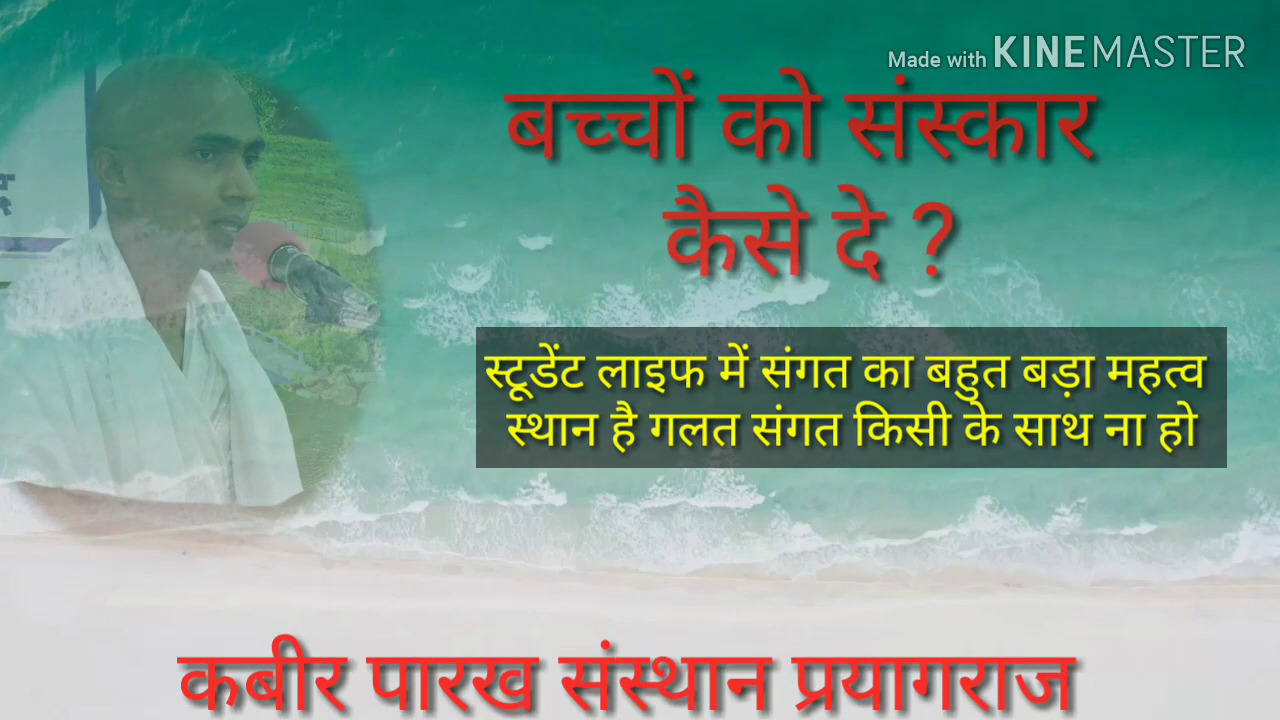 Made with KINEMASTER
बच्चों को संस्कार
कैसे दे ?
स्टूडेंट लाइफ में संगत का बहुत बड़ा महत्व
स्थान है गलत संगत किसी के साथ ना हो
कबीर पारख संस्थान प्रयागराज